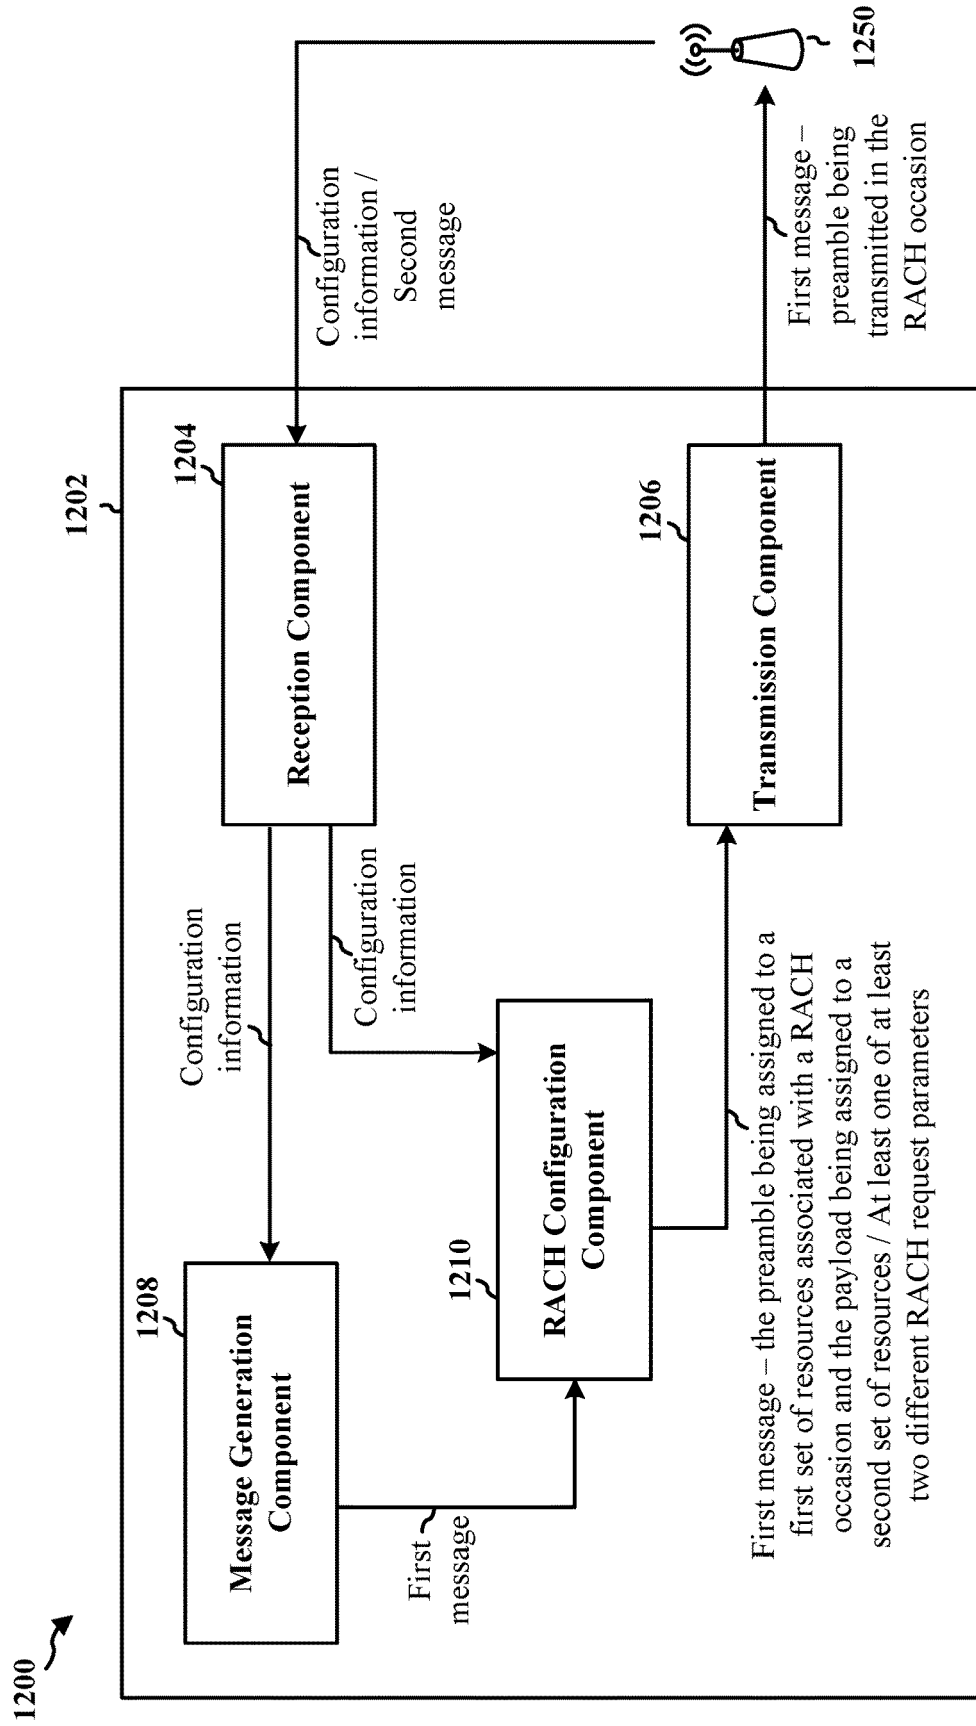 1200
1202
1208
Message Generation
Component
Configuration
information
1204
Reception Component
Configuration
information /
Second
message
Configuration
information
First
message
1210
RACH Configuration
Component
1206
Transmission Component
1250
First message –
preamble being
transmitted in the
RACH occasion
First message – the preamble being assigned to a
first set of resources associated with a RACH
occasion and the payload being assigned to a
second set of resources / At least one of at least
two different RACH request parameters